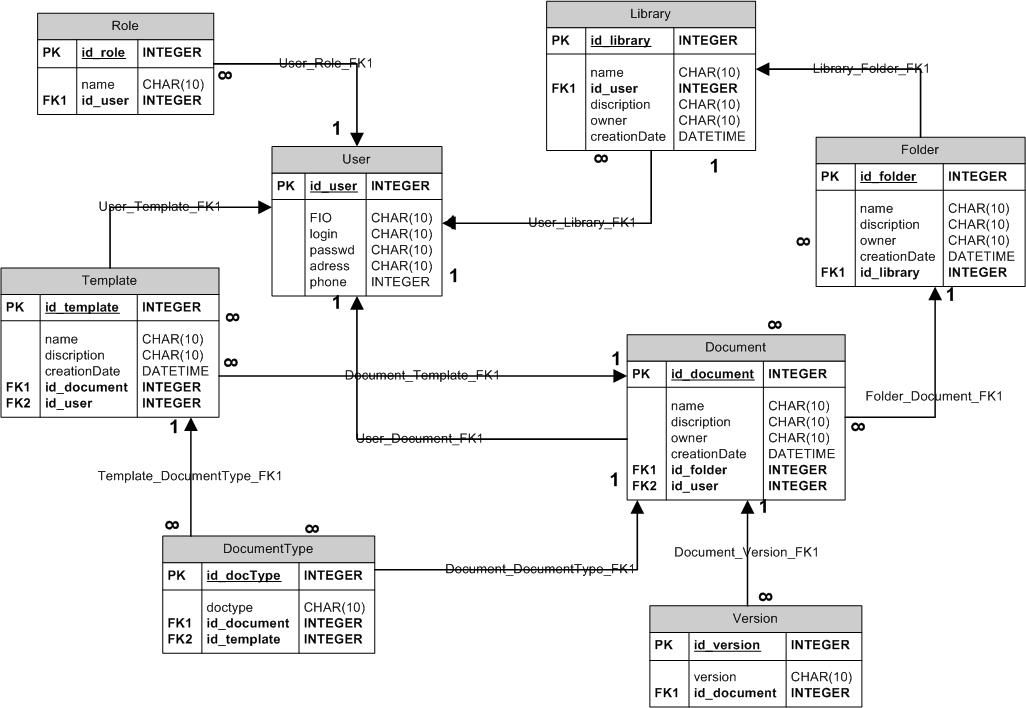 Role
PK id_role INTEGER
name CHAR(10)
FK1 id_user INTEGER
∞
User_Role_FK1
1
Library
PK id_library INTEGER
name CHAR(10)
FK1 id_user INTEGER
discription CHAR(10)
owner CHAR(10)
creationDate DATETIME
∞
1
Library_Folder_FK1
User
PK id_user INTEGER
FIO CHAR(10)
login CHAR(10)
passwd CHAR(10)
adress CHAR(10)
phone INTEGER
1
1
1
User_Library_FK1
User_Template_FK1
Folder
PK id_folder INTEGER
name CHAR(10)
discription CHAR(10)
owner CHAR(10)
creationDate DATETIME
FK1 id_library INTEGER
∞
1
Template
PK id_template INTEGER
name CHAR(10)
discription CHAR(10)
creationDate DATETIME
FK1 id_document INTEGER
FK2 id_user INTEGER
∞
∞
1
Document_Template_FK1
1
User_Document_FK1
Document
PK id_document INTEGER
name CHAR(10)
discription CHAR(10)
owner CHAR(10)
creationDate DATETIME
FK1 id_folder INTEGER
FK2 id_user INTEGER
∞
∞
1
1
Folder_Document_FK1
Template_DocumentType_FK1
∞
∞
DocumentType
PK id_docType INTEGER
doctype CHAR(10)
FK1 id_document INTEGER
FK2 id_template INTEGER
Document_DocumentType_FK1
Document_Version_FK1
∞
Version
PK id_version INTEGER
version CHAR(10)
FK1 id_document INTEGER